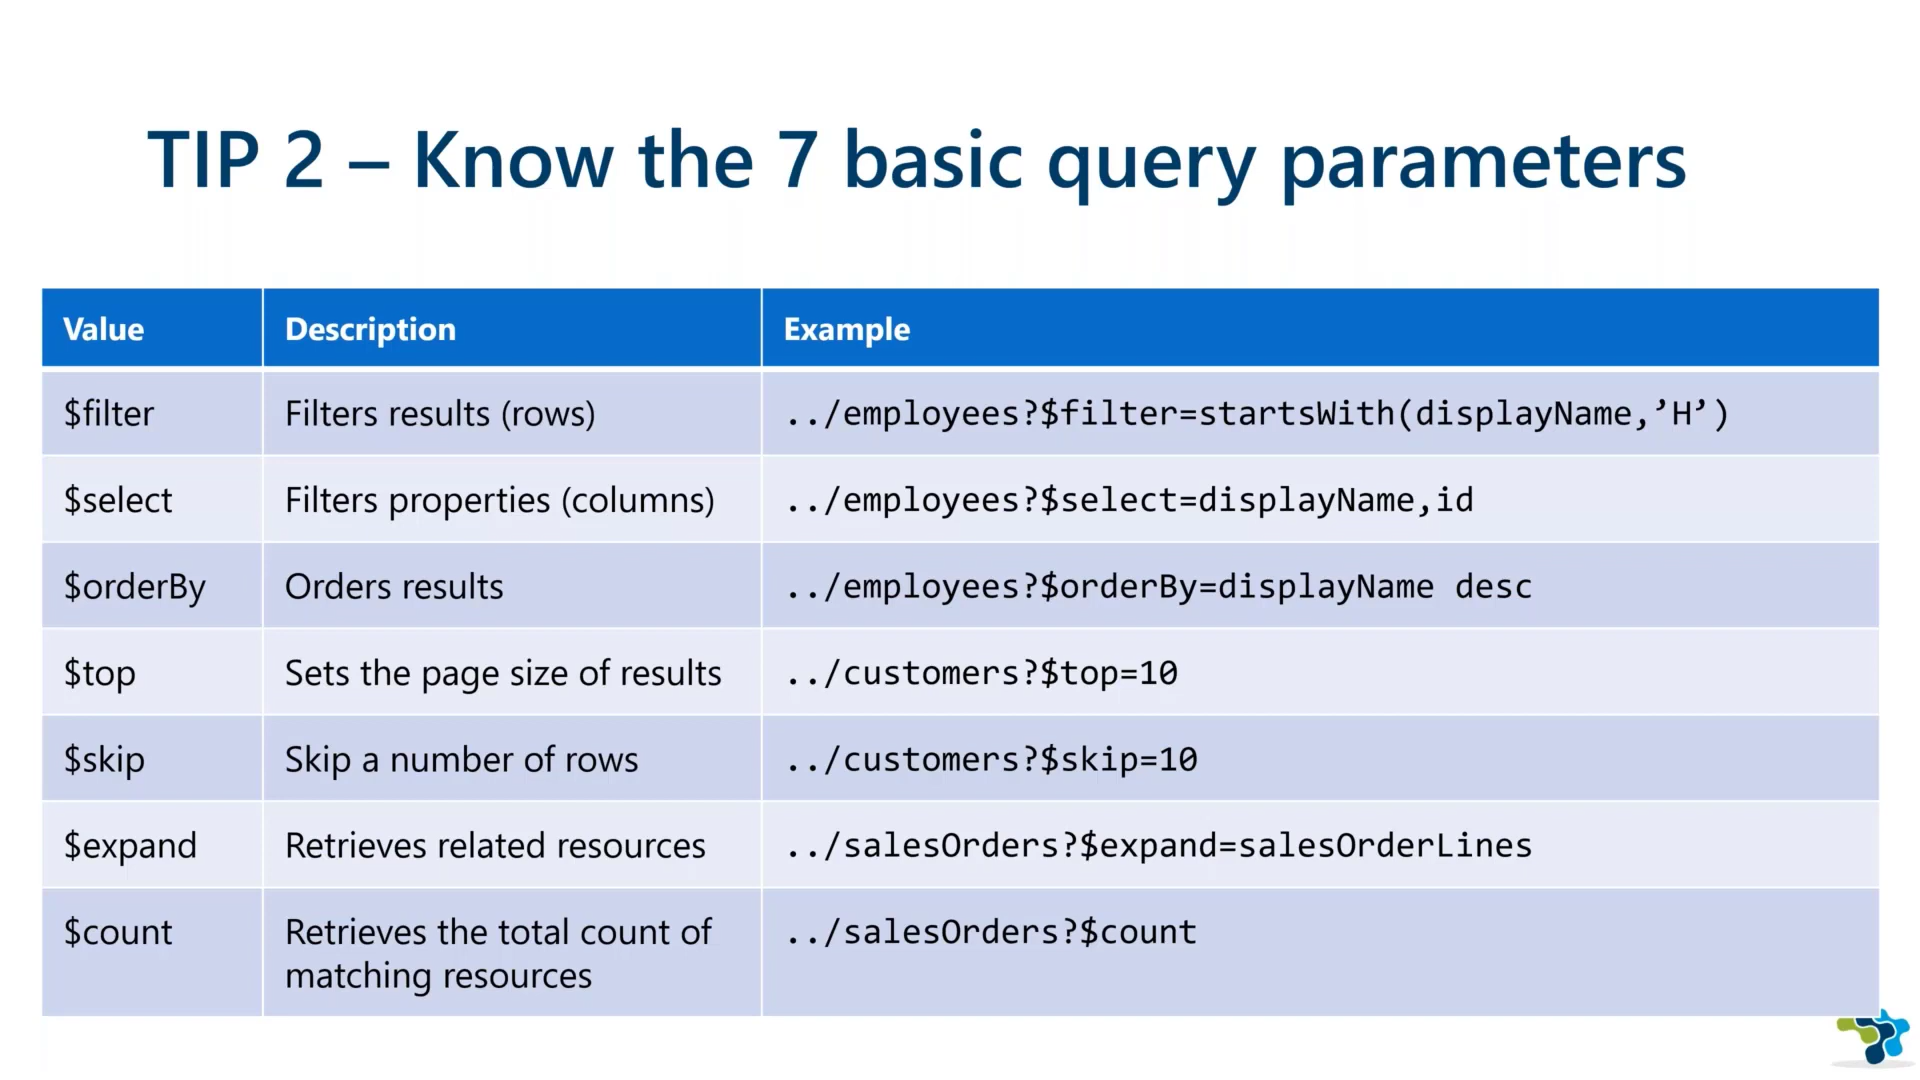 TIP 2 – Know the 7 basic query parameters
Value Description Example
$filter Filters results (rows) ../employees?$filter=startsWith(displayName,’H’)
$select Filters properties (columns) ../employees?$select=displayName,id
$orderBy Orders results ../employees?$orderBy=displayName desc
$top Sets the page size of results ../customers?$top=10
$skip Skip a number of rows ../customers?$skip=10
$expand Retrieves related resources ../salesOrders?$expand=salesOrderLines
$count Retrieves the total count of ../salesOrders?$count
matching resources